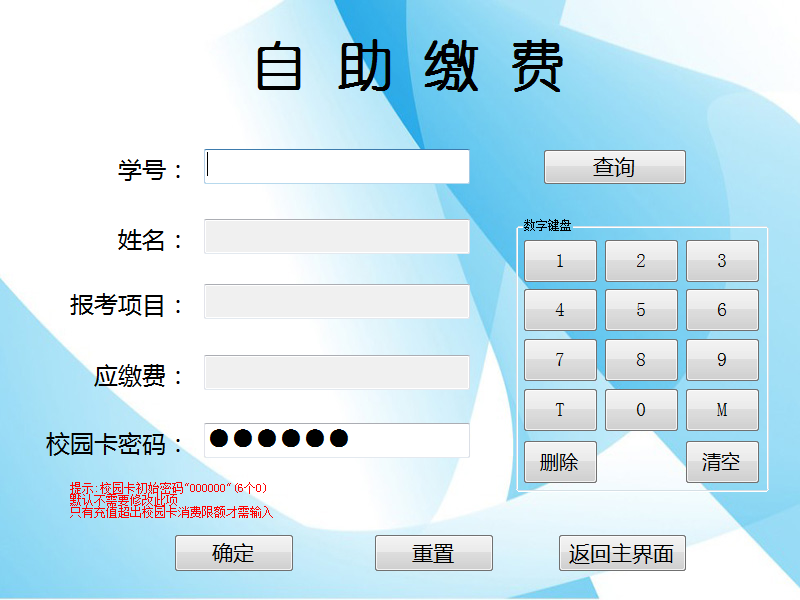 自助缴费
学号：
查询
姓名：
数字键盘
1 2 3
报考项目：
4 5 6
应缴费：
7 8 9
T 0 M
校园卡密码： ●●●●●●
删除 清空
提示:校园卡初始密码"000000"(6个0)
默认不需要修改此项
只有充值超出校园卡消费限额才需输入
确定 重置 返回主界面